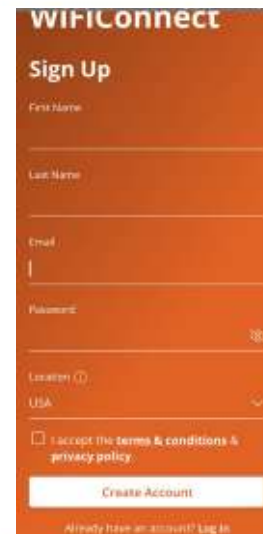 WiFiConnect
Sign Up
First Name
Last Name
Email
Password
Location
USA
I accept the terms & conditions &
privacy policy
Create Account
Already have an account? Log in